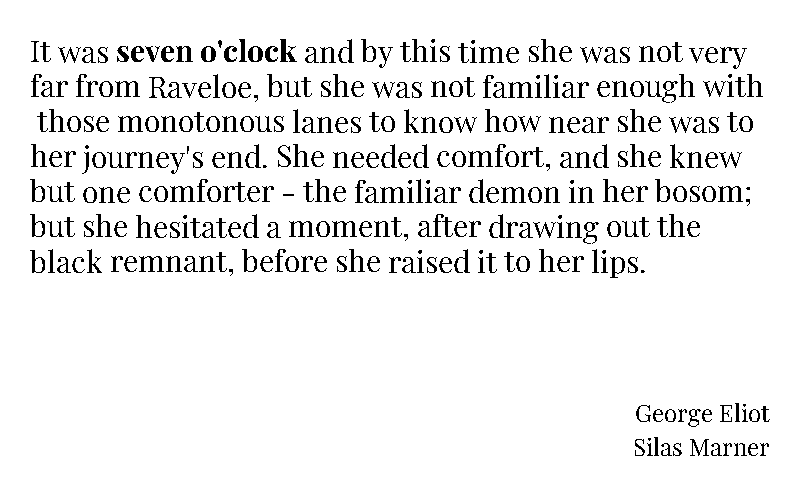 It was seven o'clock and by this time she was not very
far from Raveloe, but she was not familiar enough with
those monotonous lanes to know how near she was to
her journey's end. She needed comfort, and she knew
but one comforter - the familiar demon in her bosom;
but she hesitated a moment, after drawing out the
black remnant, before she raised it to her lips.
George Eliot
Silas Marner